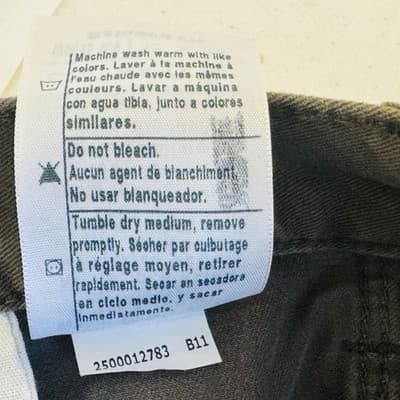 Machine wash warm with like
colors. Laver à la machine à
l'eau chaude avec les mêmes
couleurs. Lavar a máquina
con agua tibia, junto a colores
similares.
Do not bleach.
Aucun agent de blanchiment.
No usar blanqueador.
Tumble dry medium, remove
promptly. Sécher par culbutage
à réglage moyen, retirer
rapidement. Secar en secadora
en ciclo medio, y sacar
inmediatamente.
2500012783 B11